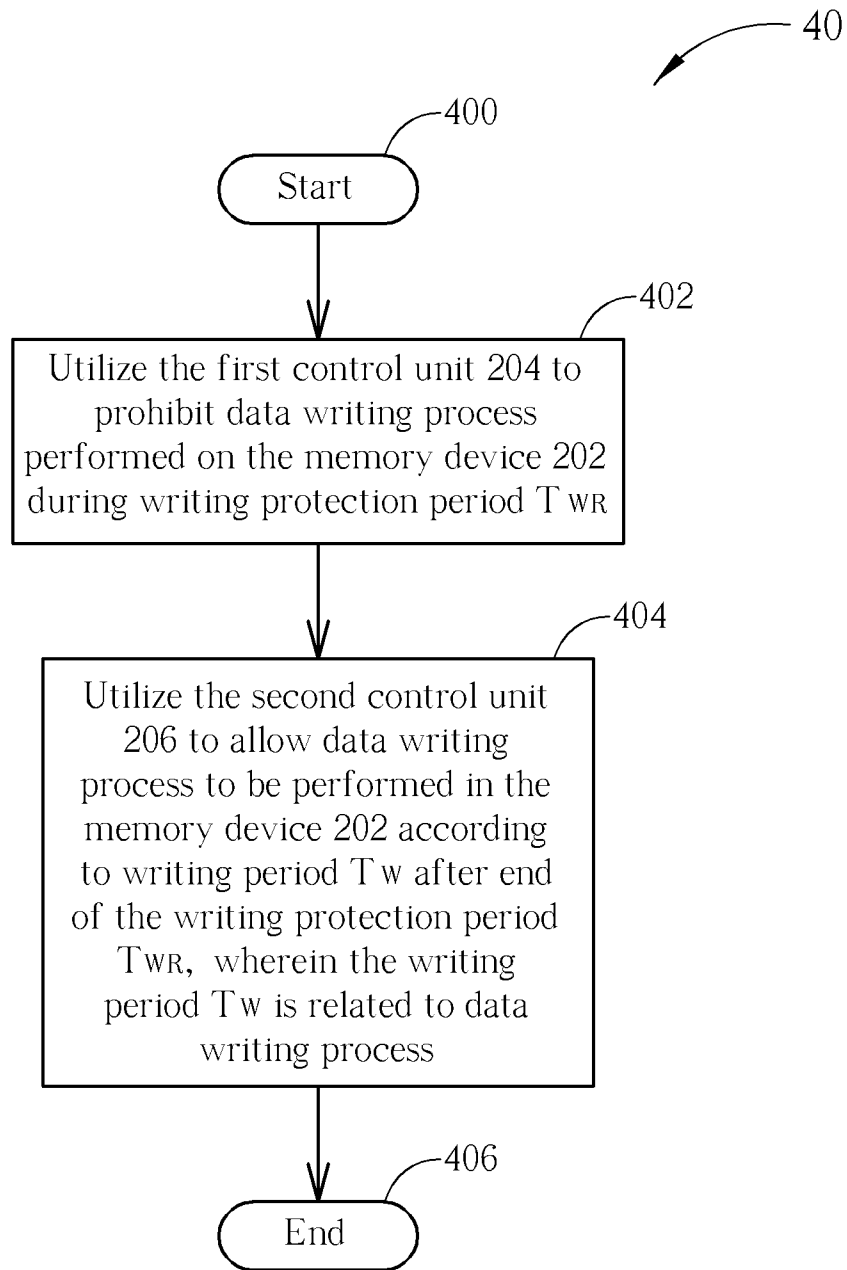 40
400
Start
402
Utilize the first control unit 204 to
prohibit data writing process
performed on the memory device 202
during writing protection period TWR
404
Utilize the second control unit
206 to allow data writing
process to be performed in the
memory device 202 according
to writing period TW after end
of the writing protection period
TWR, wherein the writing
period TW is related to data
writing process
406
End